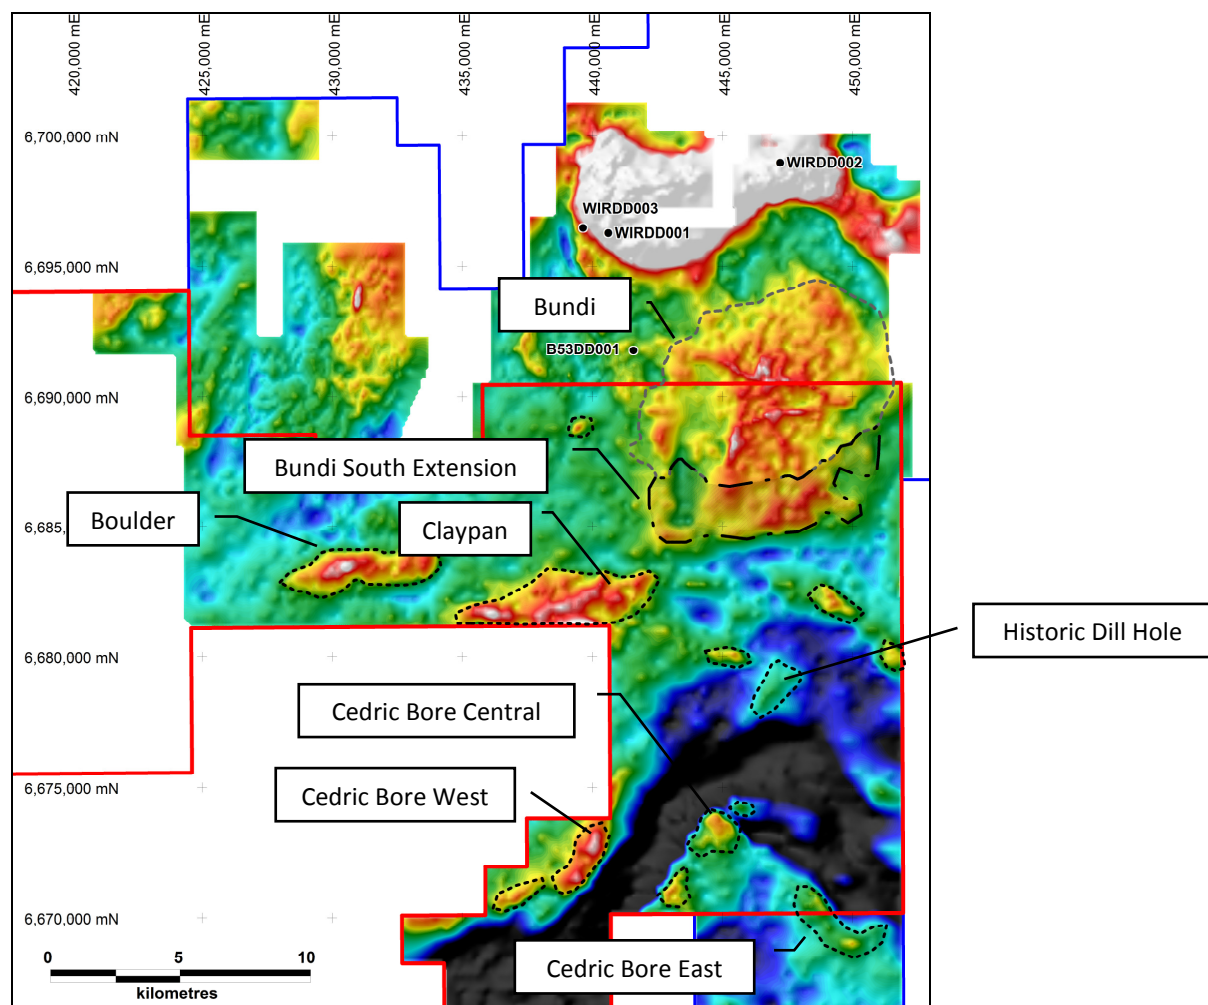 420,000 mE
425,000 mE
430,000 mE
435,000 mE
440,000 mE
445,000 mE
450,000 mE
6,700,000 mN
WIRDD002
WIRDD003
WIRDD001
6,695,000 mN
Bundi
B53DD001
6,690,000 mN
Bundi South Extension
Boulder
6,685,
Claypan
Historic Dill Hole
6,680,000 mN
Cedric Bore Central
6,675,000 mN
Cedric Bore West
6,670,000 mN
Cedric Bore East
0 5 10
kilometres